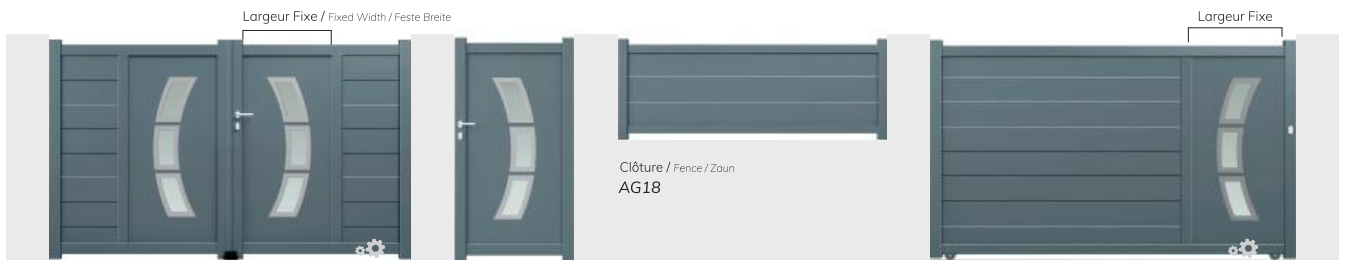 Largeur Fixe / Fixed Width / Feste Breite
Largeur Fixe
Clôture / Fence / Zaun
AG18